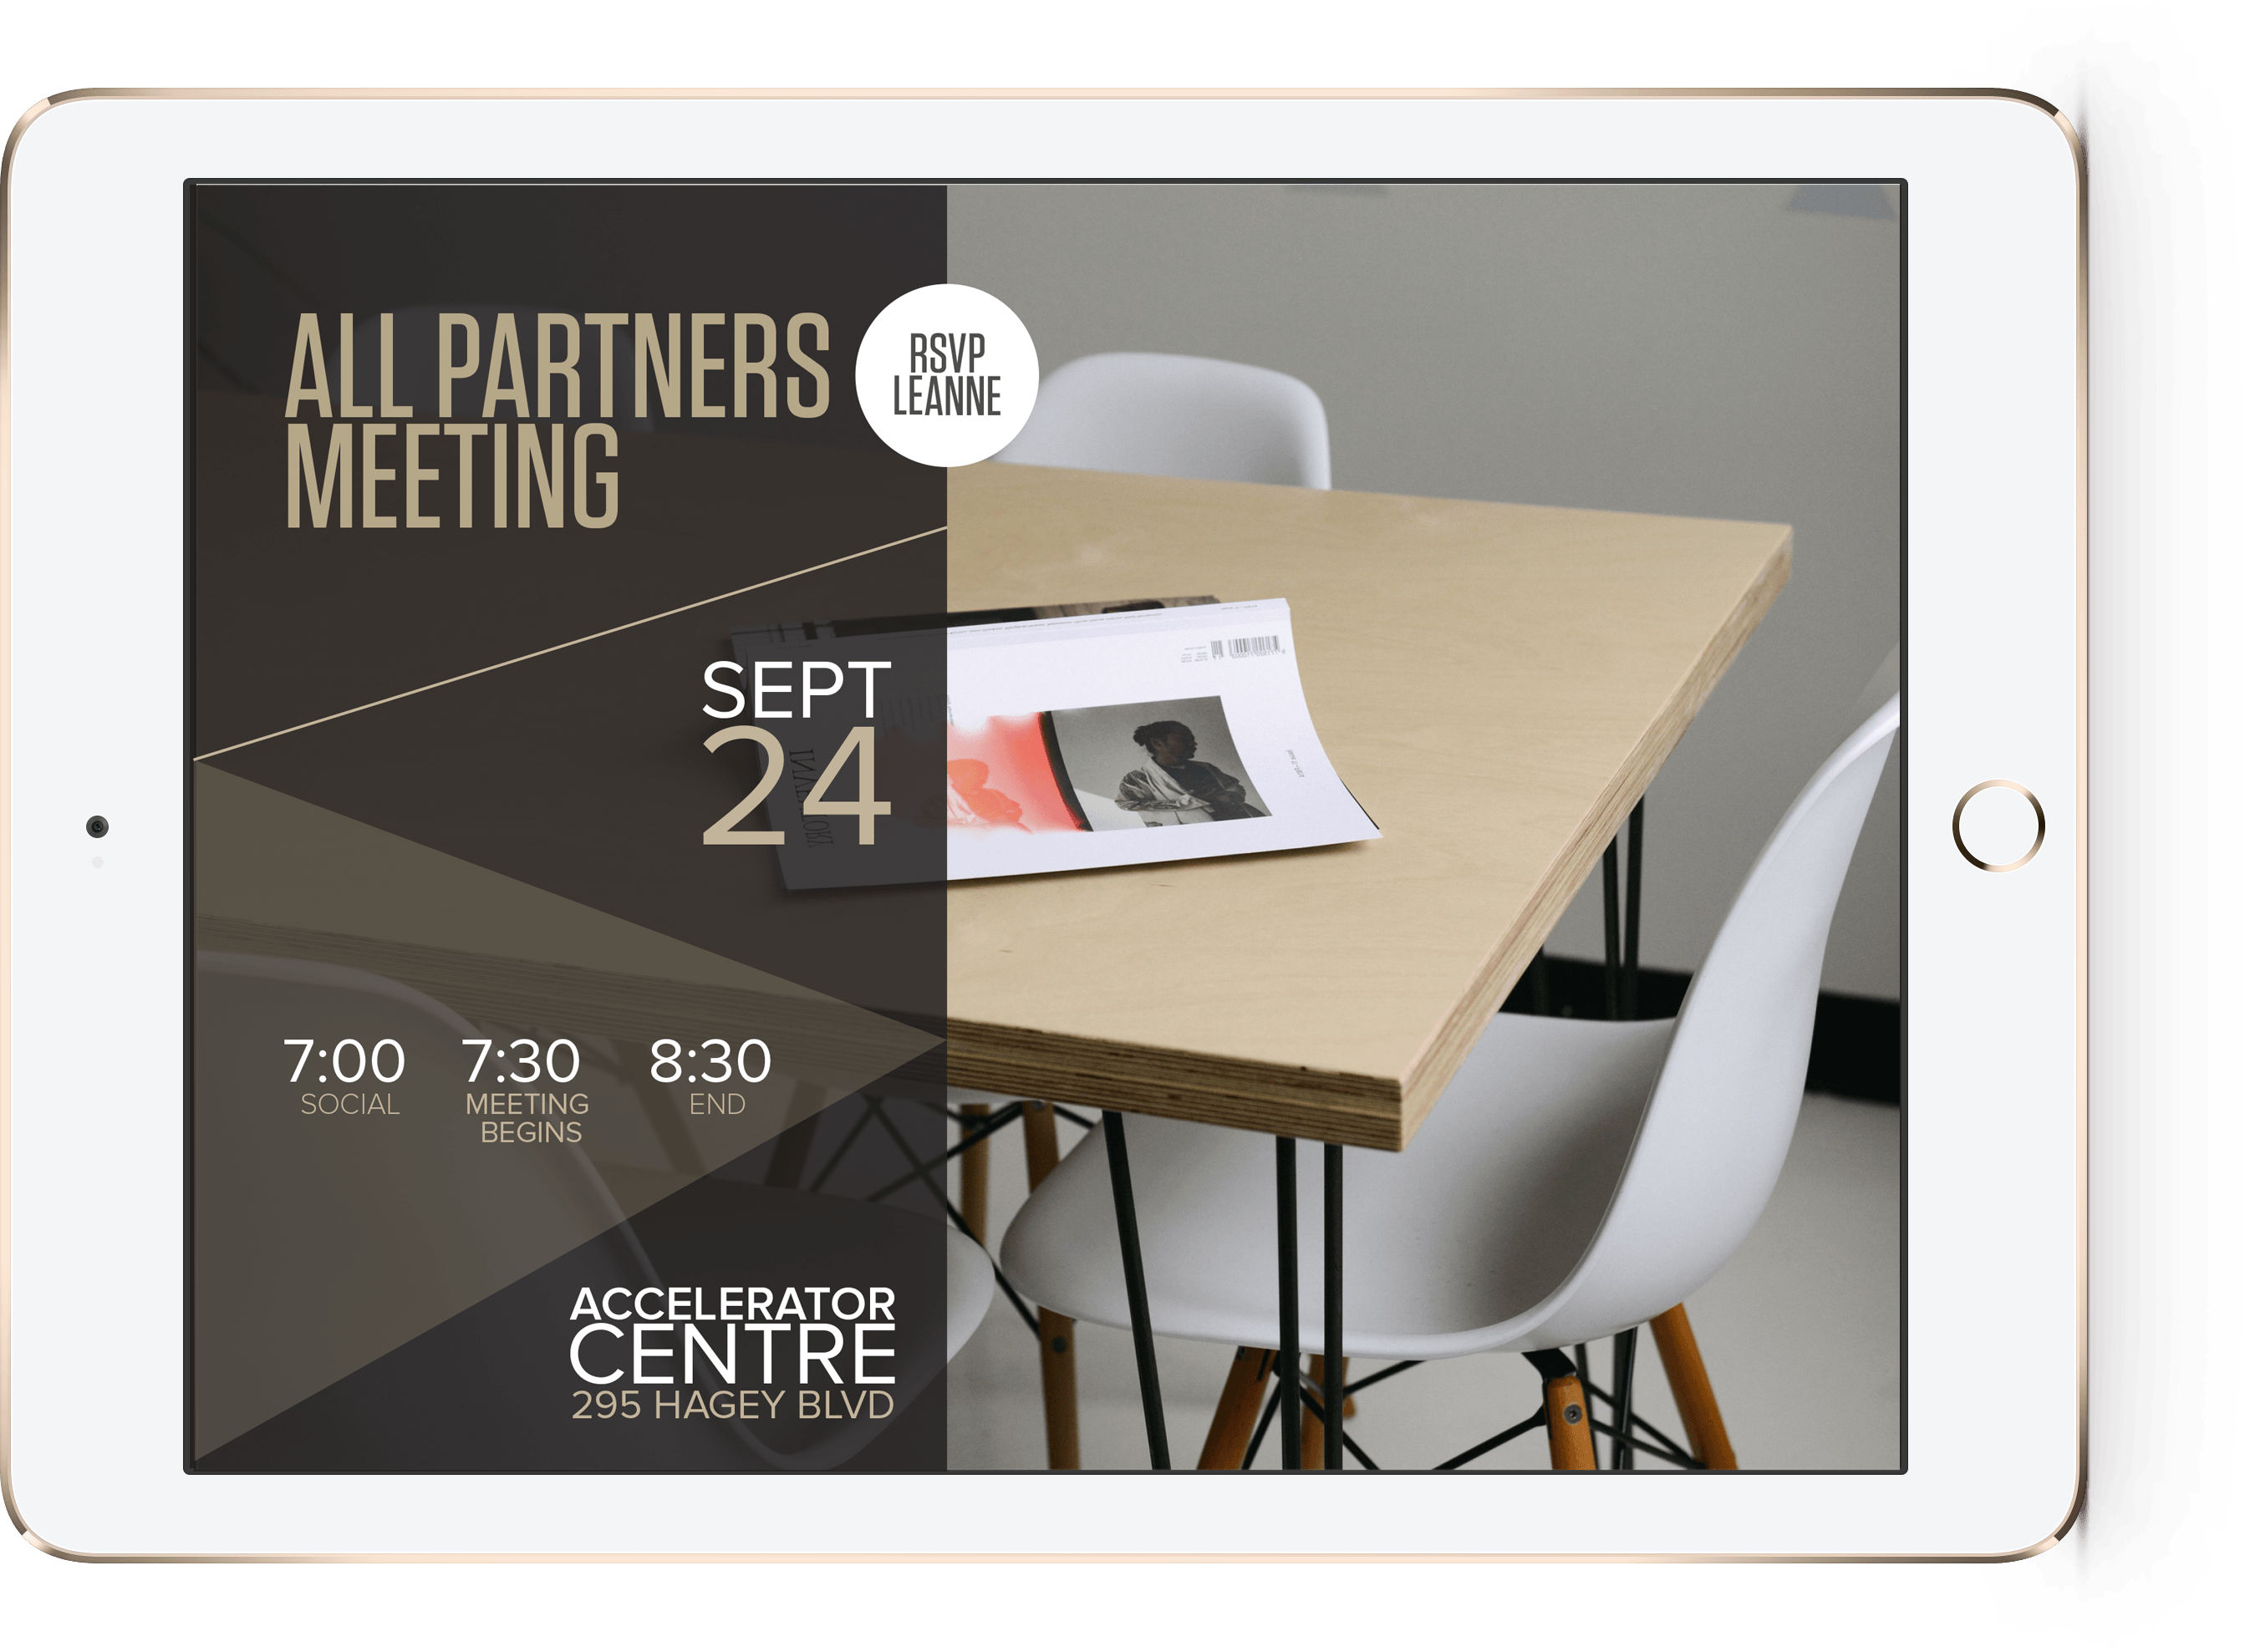 ALL PARTNERS
MEETING
RSVP
LEANNE
SEPT
24
7:00
SOCIAL
7:30
MEETING
BEGINS
8:30
END
ACCELERATOR
CENTRE
295 HAGEY BLVD